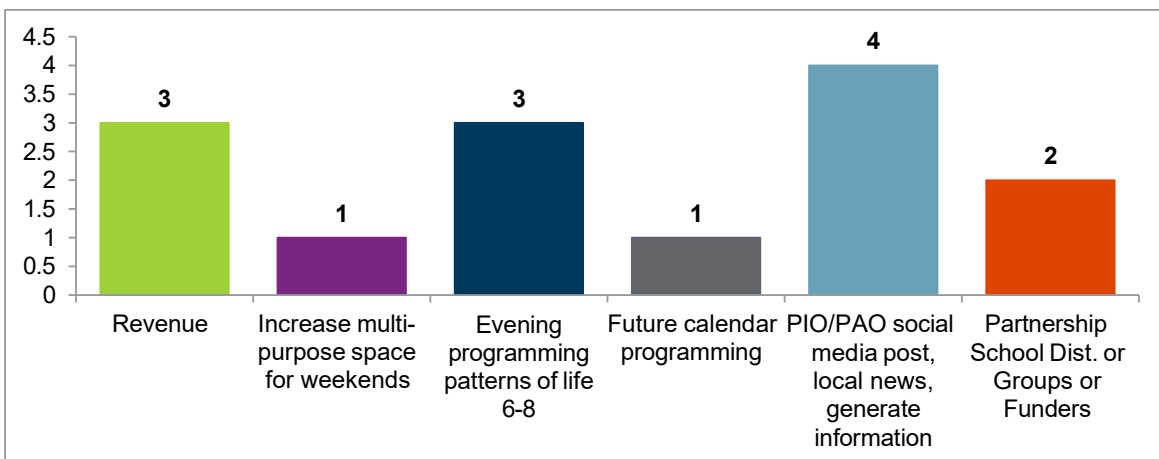 4.5
4
3.5
3
2.5
2
1.5
1
0.5
0
3
1
3
1
4
2
Revenue
Increase multi-
purpose space
for weekends
Evening
programming
patterns of life
6-8
Future calendar
programming
PIO/PAO social
media post,
local news,
generate
information
Partnership
School Dist. or
Groups or
Funders